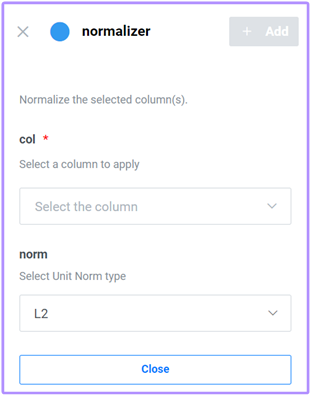 normalizer
+ Add
Normalize the selected column(s).
col *
Select a column to apply
Select the column
norm
Select Unit Norm type
L2
Close